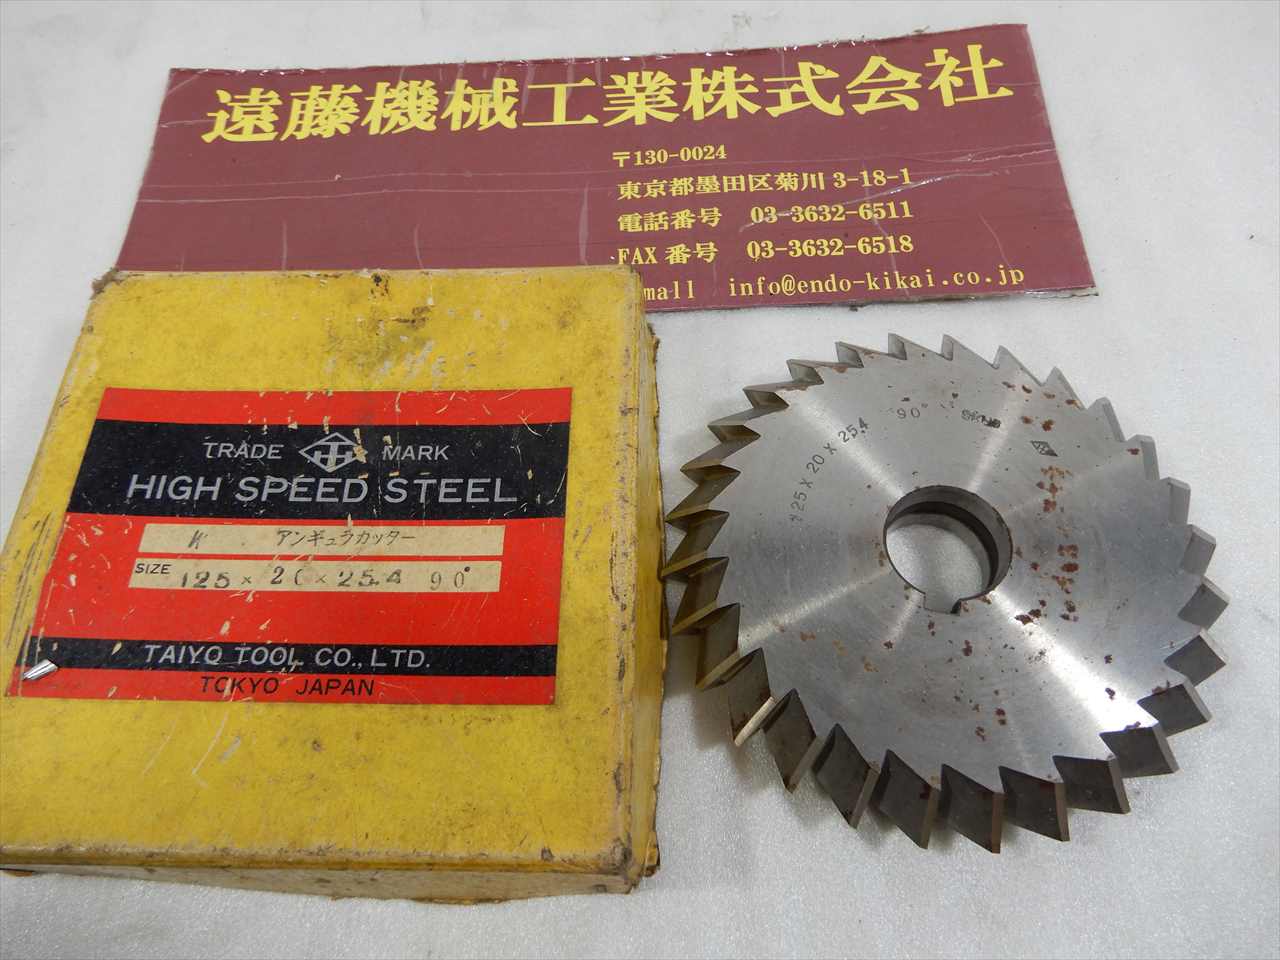 遠藤機械工業株式会社
〒130-0024
東京都墨田区菊川 3-18-1
電話番号 03-3632-6511
FAX 番号 03-3632-6518
mall info@endo-kikai.co.jp
TRADE MARK
HIGH SPEED STEEL
W アンギュラカッター
SIZE 125 × 20 × 25.4 90°
TAIYO TOOL CO., LTD.
TOKYO JAPAN
125 X 20 X 25.4 90°